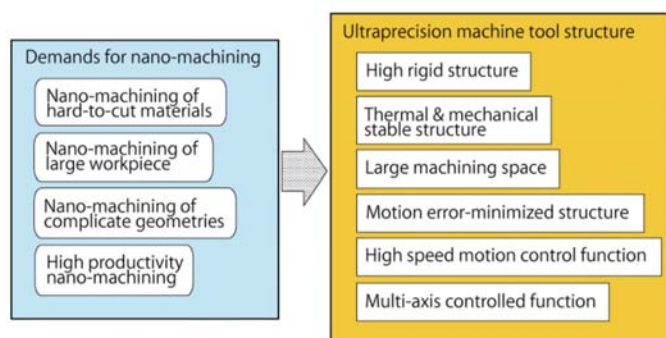 Demands for nano-machining
Nano-machining of
hard-to-cut materials
Nano-machining of
large workpiece
Nano-machining of
complicate geometries
High productivity
nano-machining
Ultraprecision machine tool structure
High rigid structure
Thermal & mechanical
stable structure
Large machining space
Motion error-minimized structure
High speed motion control function
Multi-axis controlled function